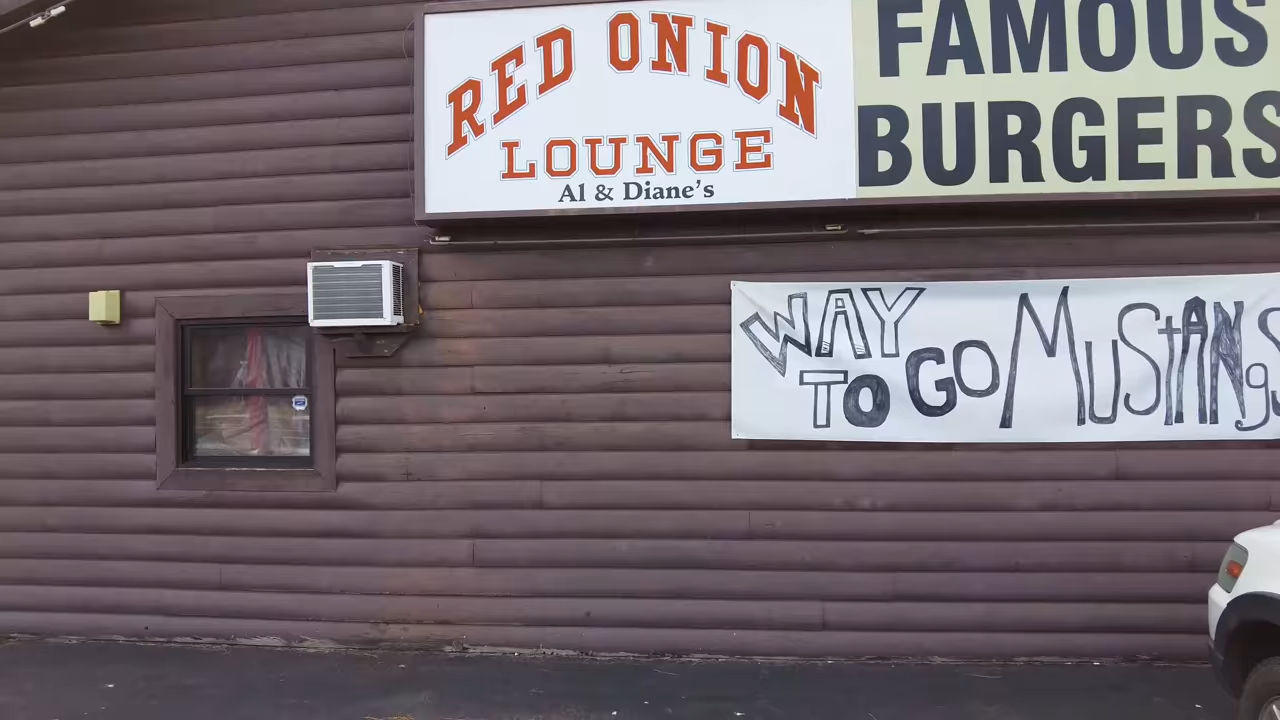 RED ONION
LOUNGE
Al & Diane's
FAMOUS
BURGERS
WAY
TO GO MUStANgS